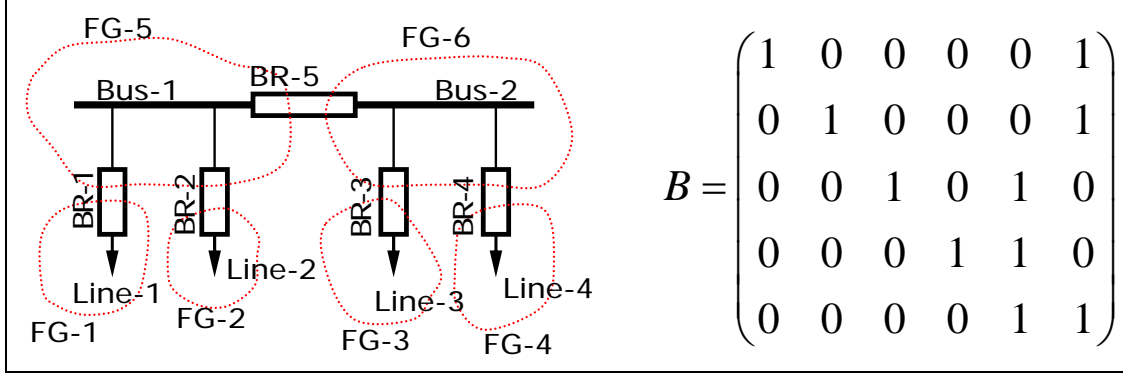 FG-5
FG-6
BR-5
Bus-1
Bus-2
BR-1
BR-2
BR-3
BR-4
Line-1
Line-2
Line-3
Line-4
FG-1
FG-2
FG-3
FG-4
B =
1 0 0 0 0 1
0 1 0 0 0 1
0 0 1 0 1 0
0 0 0 1 1 0
0 0 0 0 1 1